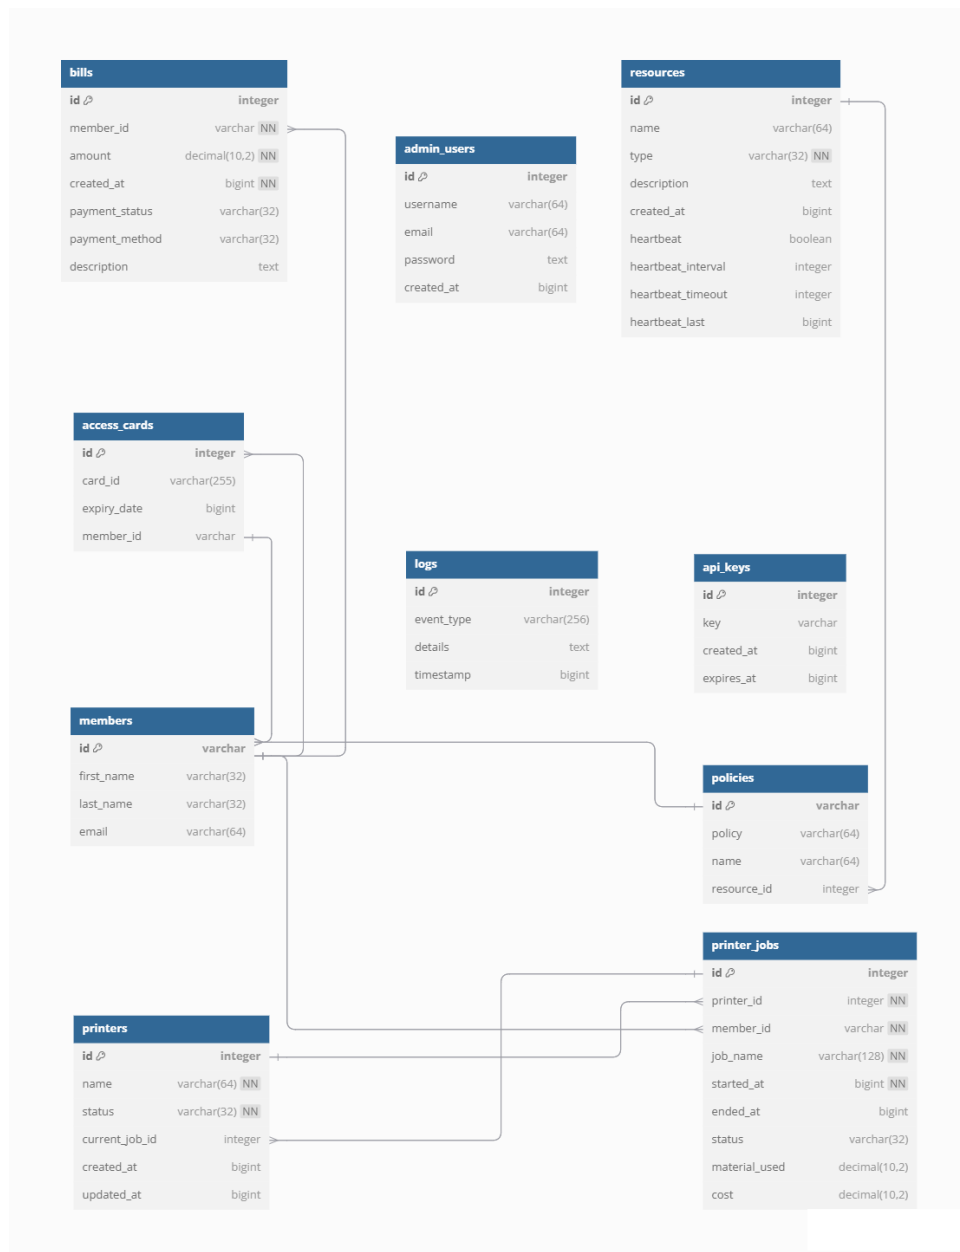 bills
id integer
member_id varchar NN
amount decimal(10,2) NN
created_at bigint NN
payment_status varchar(32)
payment_method varchar(32)
description text
admin_users
id integer
username varchar(64)
email varchar(64)
password text
created_at bigint
resources
id integer
name varchar(64)
type varchar(32) NN
description text
created_at bigint
heartbeat boolean
heartbeat_interval integer
heartbeat_timeout integer
heartbeat_last bigint
access_cards
id integer
card_id varchar(255)
expiry_date bigint
member_id varchar
logs
id integer
event_type varchar(256)
details text
timestamp bigint
api_keys
id integer
key varchar
created_at bigint
expires_at bigint
members
id varchar
first_name varchar(32)
last_name varchar(32)
email varchar(64)
policies
id varchar
policy varchar(64)
name varchar(64)
resource_id integer
printer_jobs
id integer
printer_id integer NN
member_id varchar NN
job_name varchar(128) NN
started_at bigint NN
ended_at bigint
status varchar(32)
material_used decimal(10,2)
cost decimal(10,2)
printers
id integer
name varchar(64) NN
status varchar(32) NN
current_job_id integer
created_at bigint
updated_at bigint